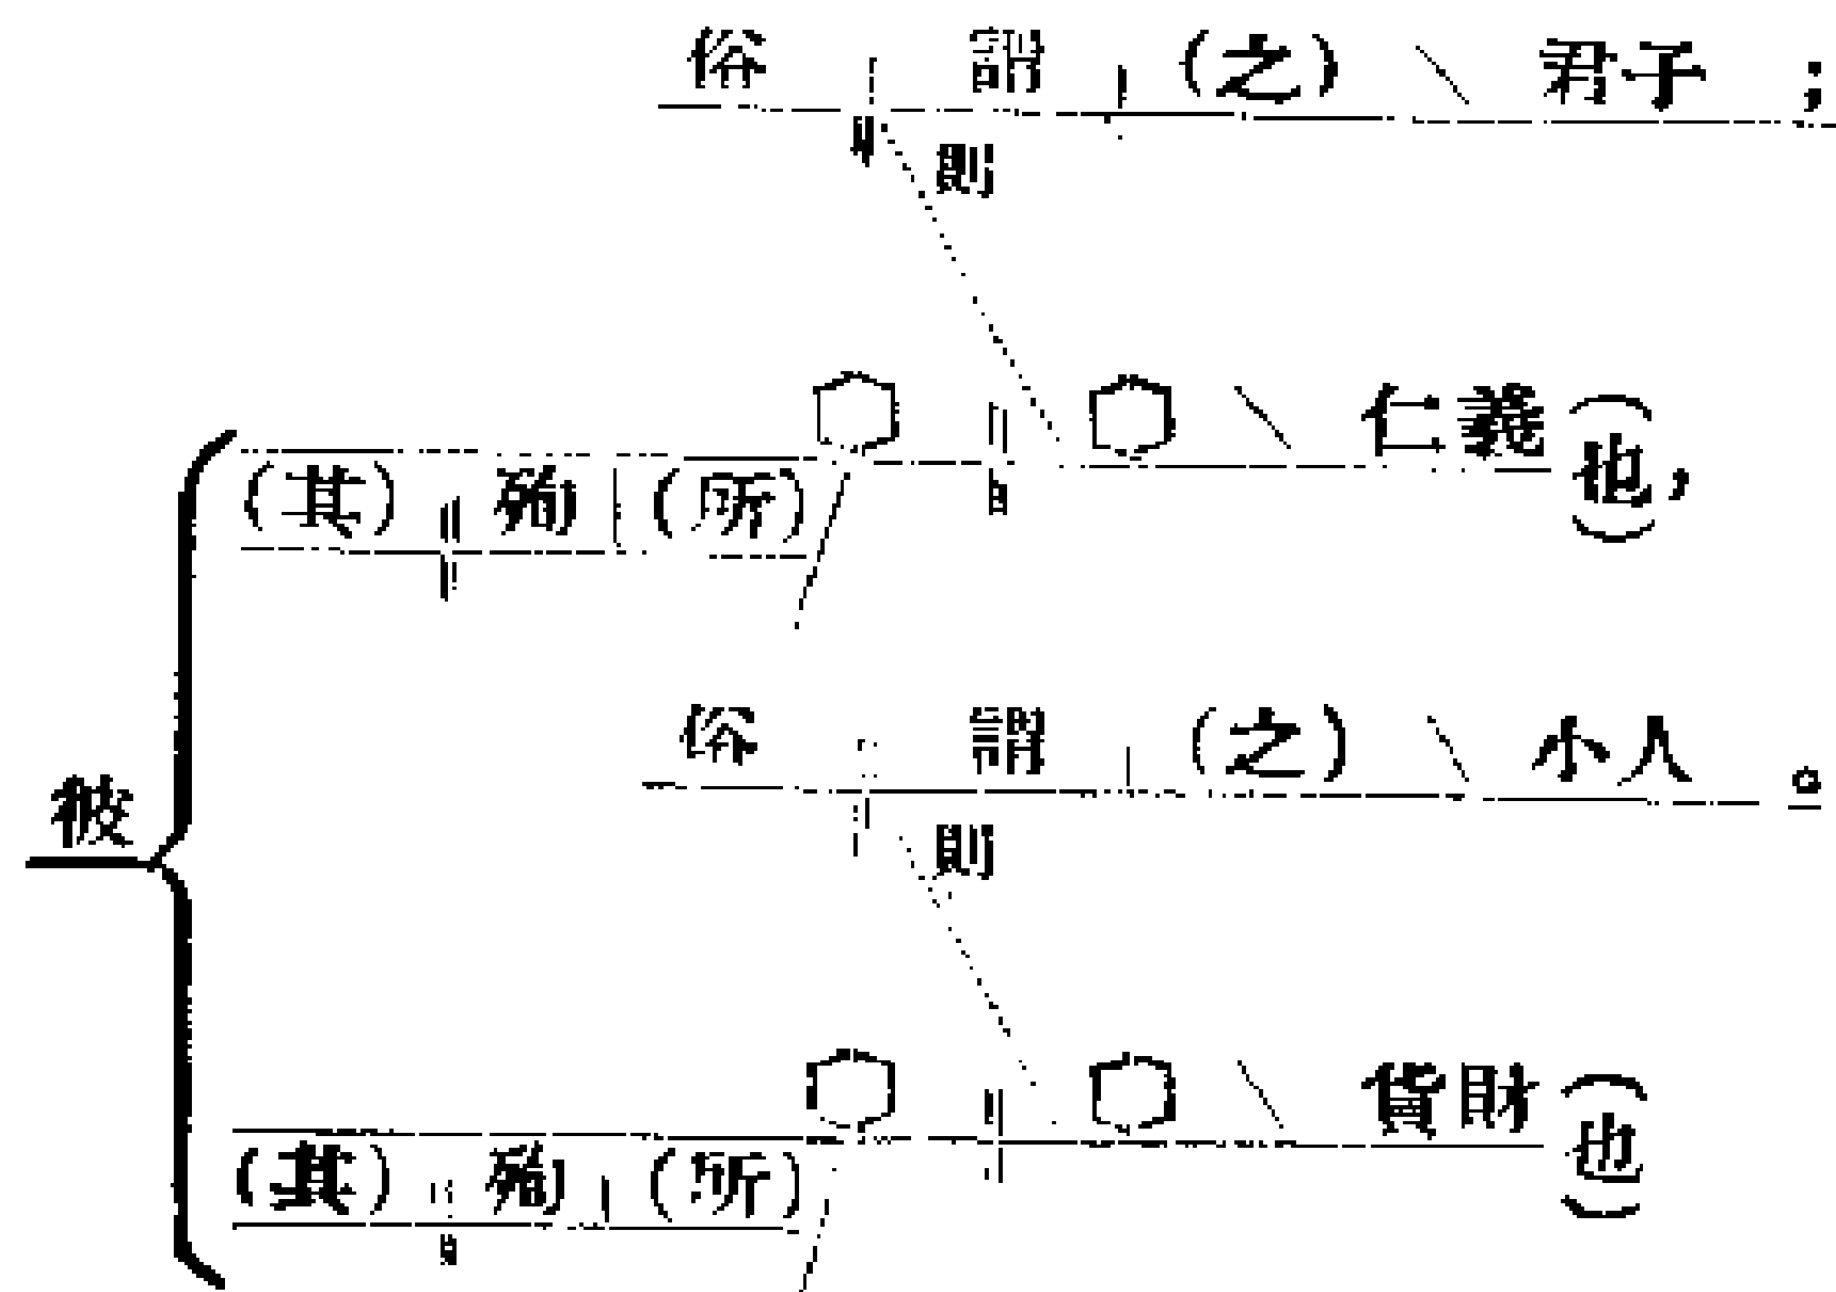 俗 謂 (之) 君子；
則
仁義(也)，
(其) 殉 (所)
俗 謂 (之) 小人。
彼
則
貨財(也)
(其) 殉 (所)